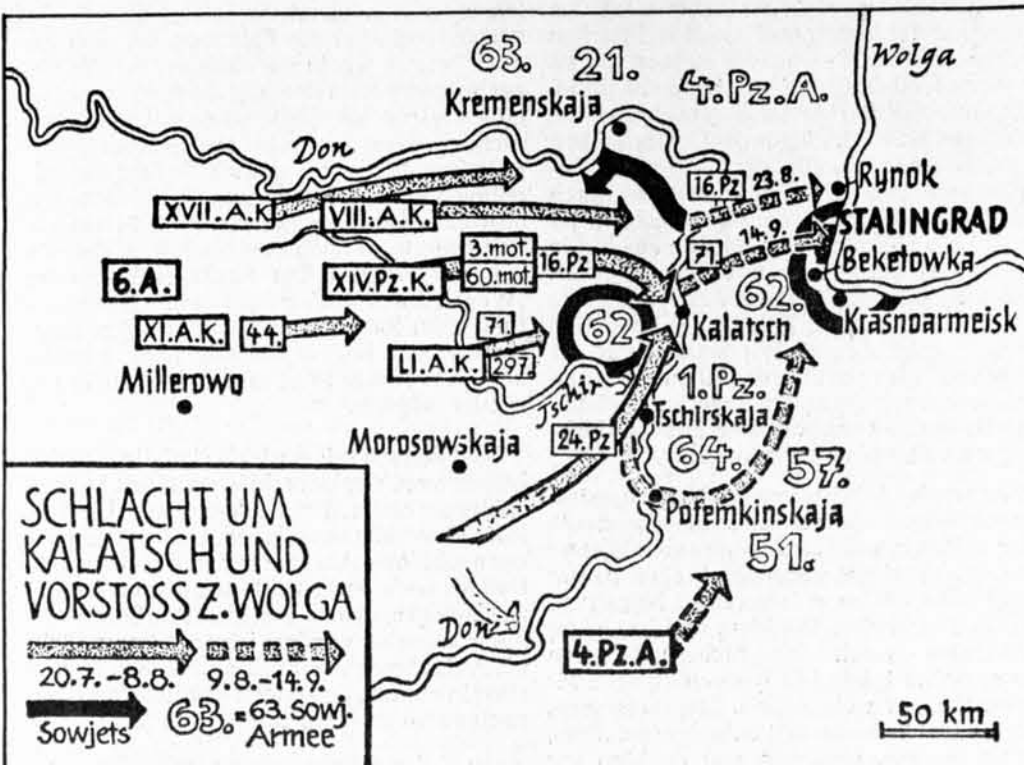 63.
21.
Wolga
Kremenskaja
4.Pz.A.
Don
16.Pz
23.8.
Rynok
XVII.A.K
VIII.A.K.
STALINGRAD
14.9.
3.mot.
16.Pz
71.
Beketowka
6.A.
XIV.Pz.K.
60.mot.
62.
XI.A.K.
44.
71.
62
Kalatsch
Krasnoarmeisk
LI.A.K.
297.
Millerowo
Tschir
1.Pz.
Tschirskaja
Morosowskaja
24.Pz
64.
57.
Potemkinskaja
51.
Don
4.Pz.A.
SCHLACHT UM
KALATSCH UND
VORSTOSS Z.WOLGA
20.7.-8.8. 9.8.-14.9.
Sowjets
63. = 63. Sowj.
Armee
50 km